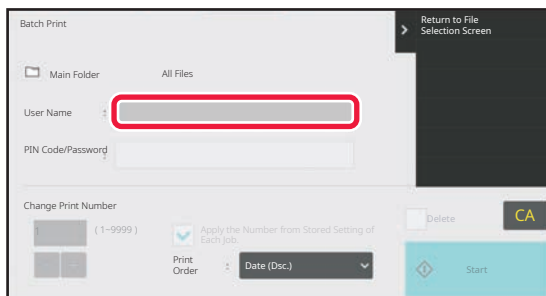 Batch Print
Return to File
Selection Screen
Main Folder
All Files
User Name :
PIN Code/Password :
Change Print Number
1
( 1~9999 )
Apply the Number from Stored Setting of
Each Job.
Delete
CA
Print
Order : Date (Dsc.)
Start